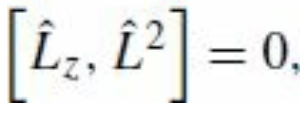 [L̂_z, L̂²] = 0,